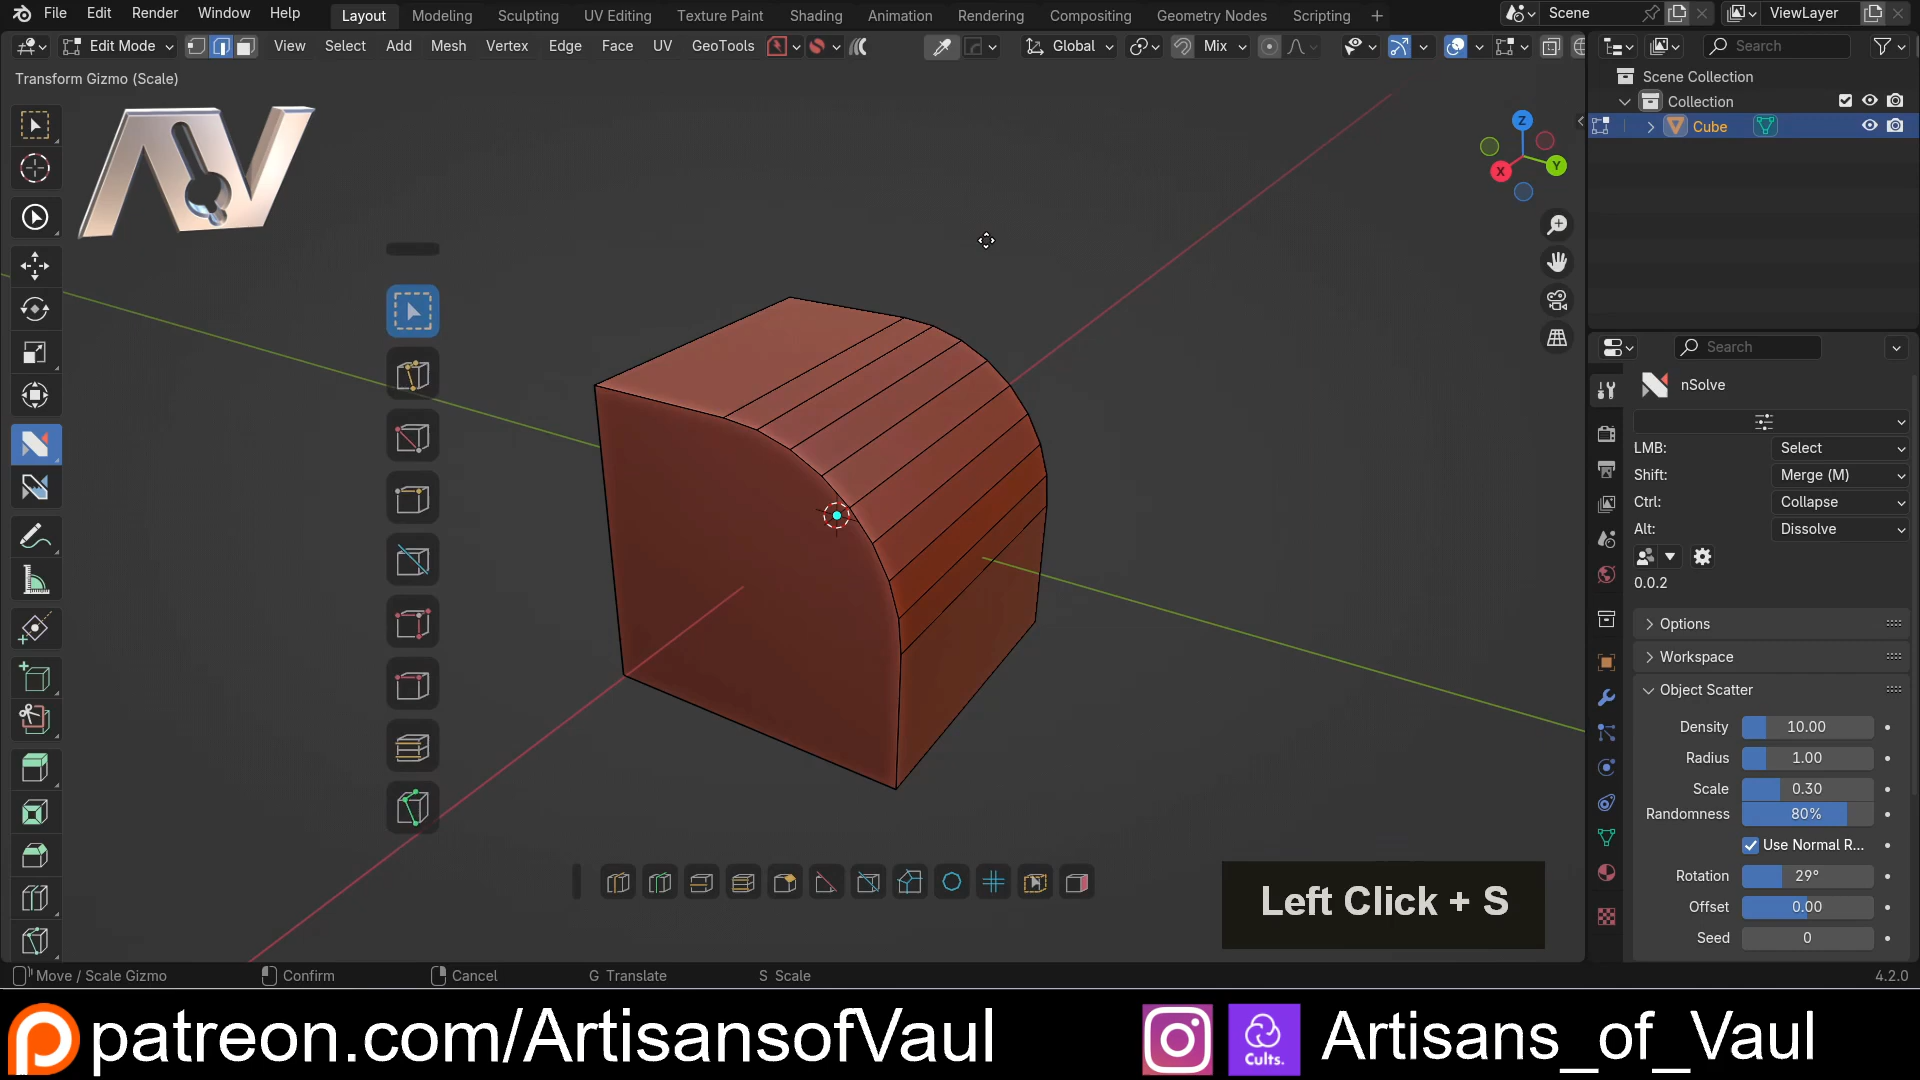 File Edit Render Window Help Layout Modeling Sculpting UV Editing Texture Paint Shading Animation Rendering Compositing Geometry Nodes Scripting Scene ViewLayer
Edit Mode View Select Add Mesh Vertex Edge Face UV GeoTools Global Mix Search
Transform Gizmo (Scale)
Scene Collection
Collection
Cube
Z
Y
X
Search
nSolve
LMB: Select
Shift: Merge (M)
Ctrl: Collapse
Alt: Dissolve
0.0.2
Options
Workspace
Object Scatter
Density 10.00
Radius 1.00
Scale 0.30
Randomness 80%
Use Normal R...
Rotation 29°
Offset 0.00
Seed 0
Left Click + S
Move / Scale Gizmo Confirm Cancel G Translate S Scale 4.2.0
patreon.com/ArtisansofVaul Cults. Artisans_of_Vaul